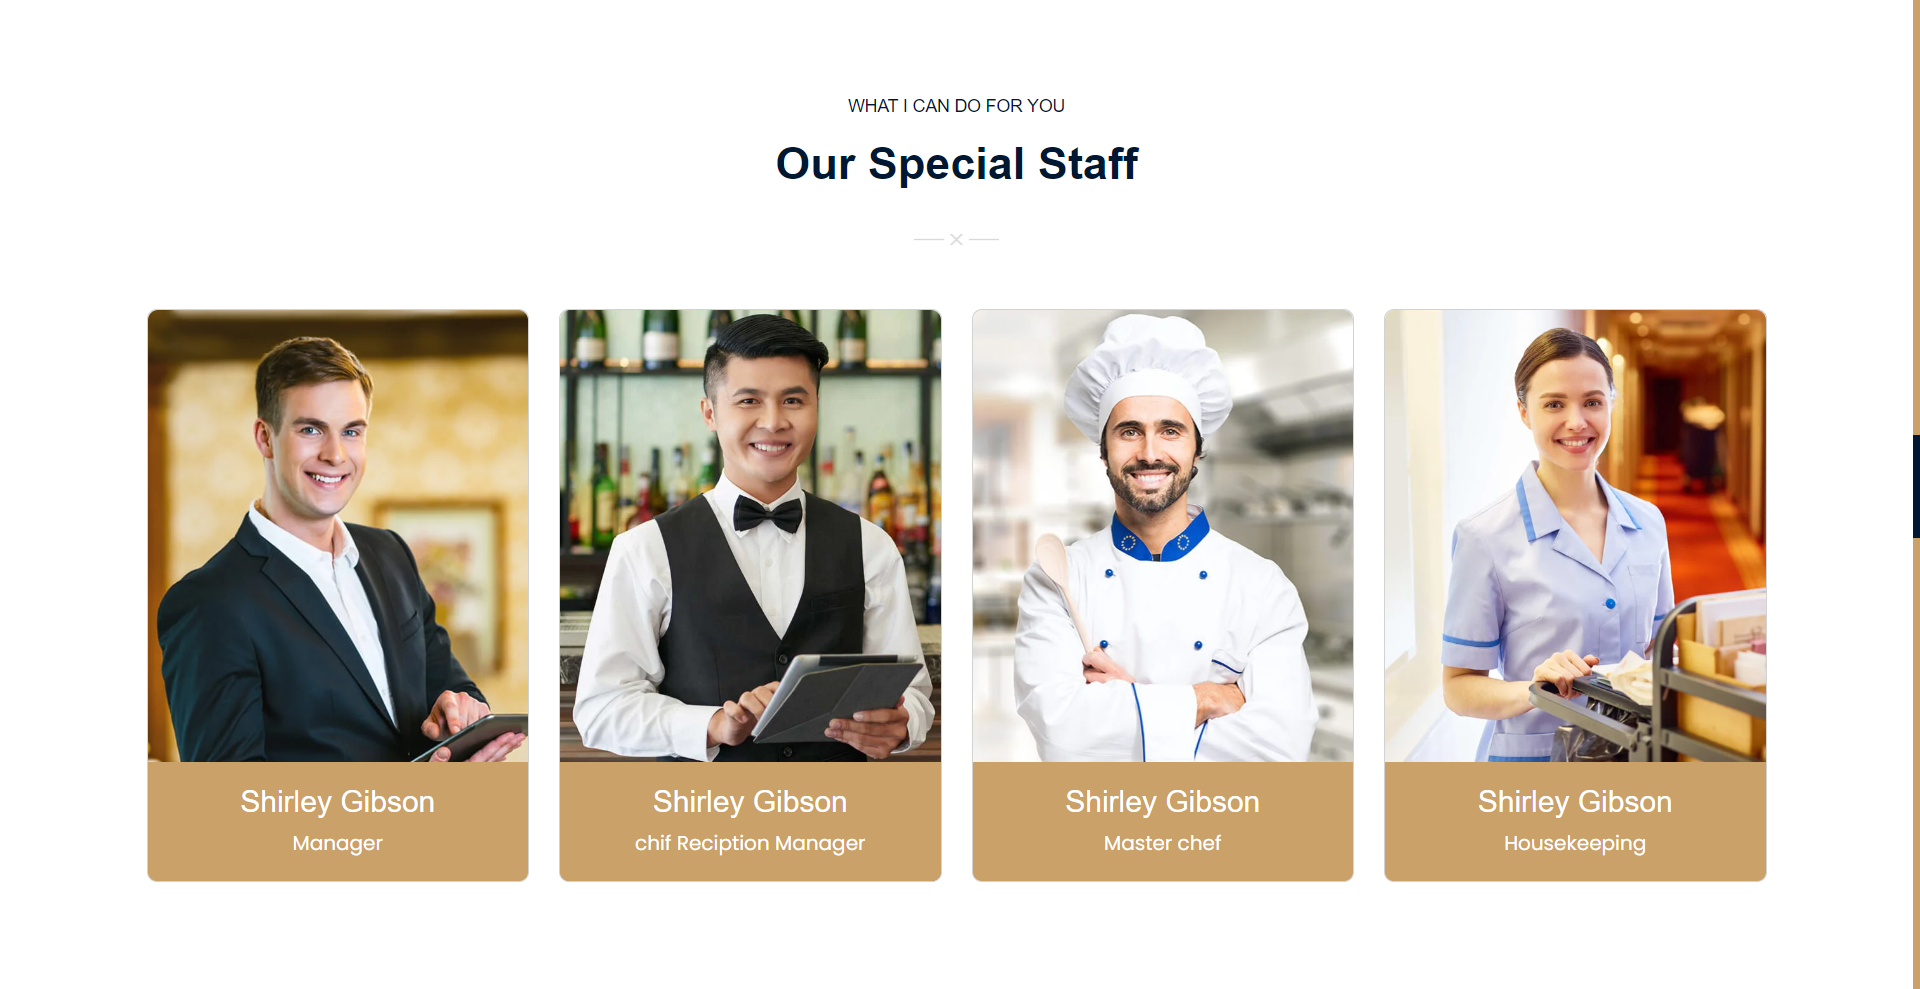 WHAT I CAN DO FOR YOU
Our Special Staff
Shirley Gibson
Manager
Shirley Gibson
chif Reciption Manager
Shirley Gibson
Master chef
Shirley Gibson
Housekeeping